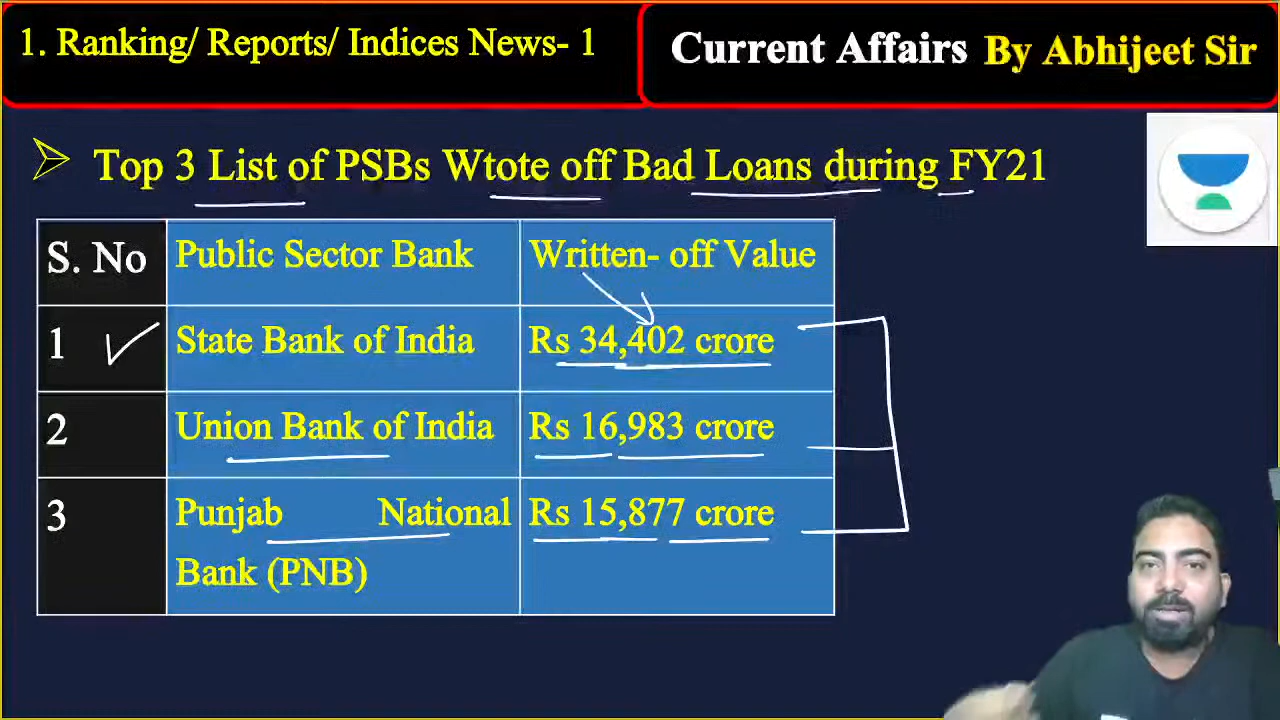 1. Ranking/ Reports/ Indices News- 1
Current Affairs By Abhijeet Sir
Top 3 List of PSBs Wtote off Bad Loans during FY21
S. No Public Sector Bank Written- off Value
1 State Bank of India Rs 34,402 crore
2 Union Bank of India Rs 16,983 crore
3 Punjab National Rs 15,877 crore
Bank (PNB)